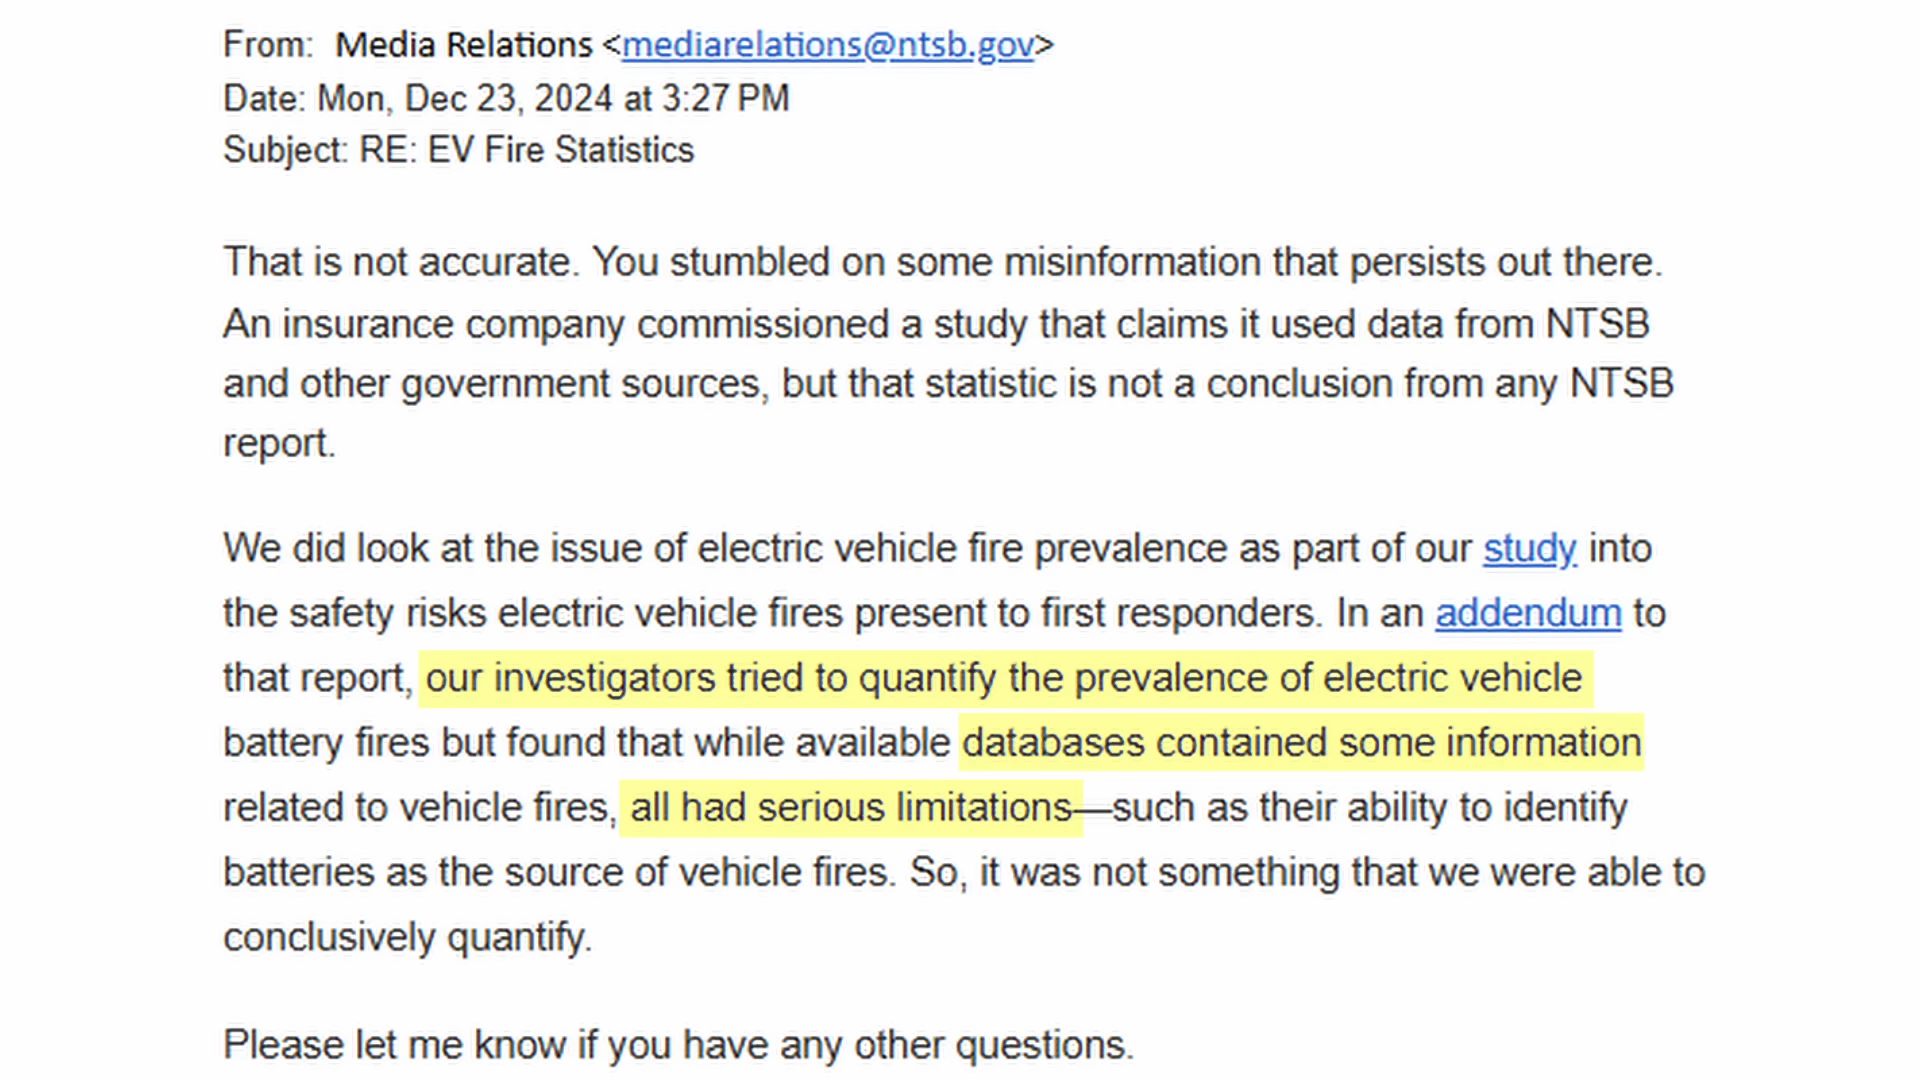 From: Media Relations <mediarelations@ntsb.gov>
Date: Mon, Dec 23, 2024 at 3:27 PM
Subject: RE: EV Fire Statistics
That is not accurate. You stumbled on some misinformation that persists out there.
An insurance company commissioned a study that claims it used data from NTSB
and other government sources, but that statistic is not a conclusion from any NTSB
report.
We did look at the issue of electric vehicle fire prevalence as part of our study into
the safety risks electric vehicle fires present to first responders. In an addendum to
that report, our investigators tried to quantify the prevalence of electric vehicle
battery fires but found that while available databases contained some information
related to vehicle fires, all had serious limitations—such as their ability to identify
batteries as the source of vehicle fires. So, it was not something that we were able to
conclusively quantify.
Please let me know if you have any other questions.